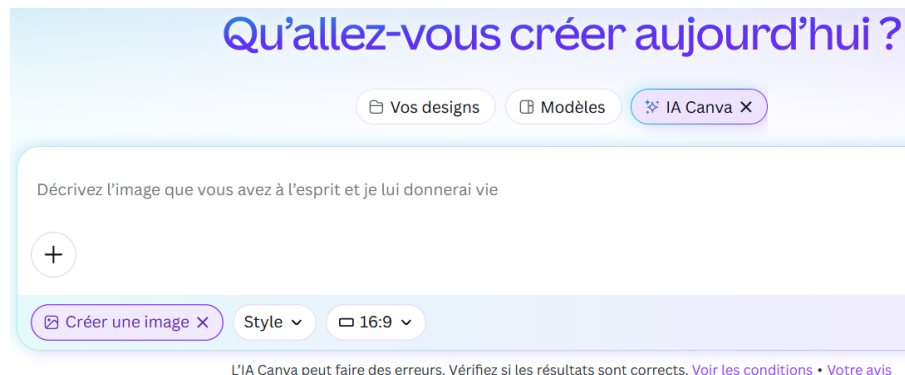 Qu'allez-vous créer aujourd'hui ?
Vos designs Modèles IA Canva
Décrivez l'image que vous avez à l'esprit et je lui donnerai vie
Créer une image Style 16:9
L'IA Canva peut faire des erreurs. Vérifiez si les résultats sont corrects. Voir les conditions • Votre avis